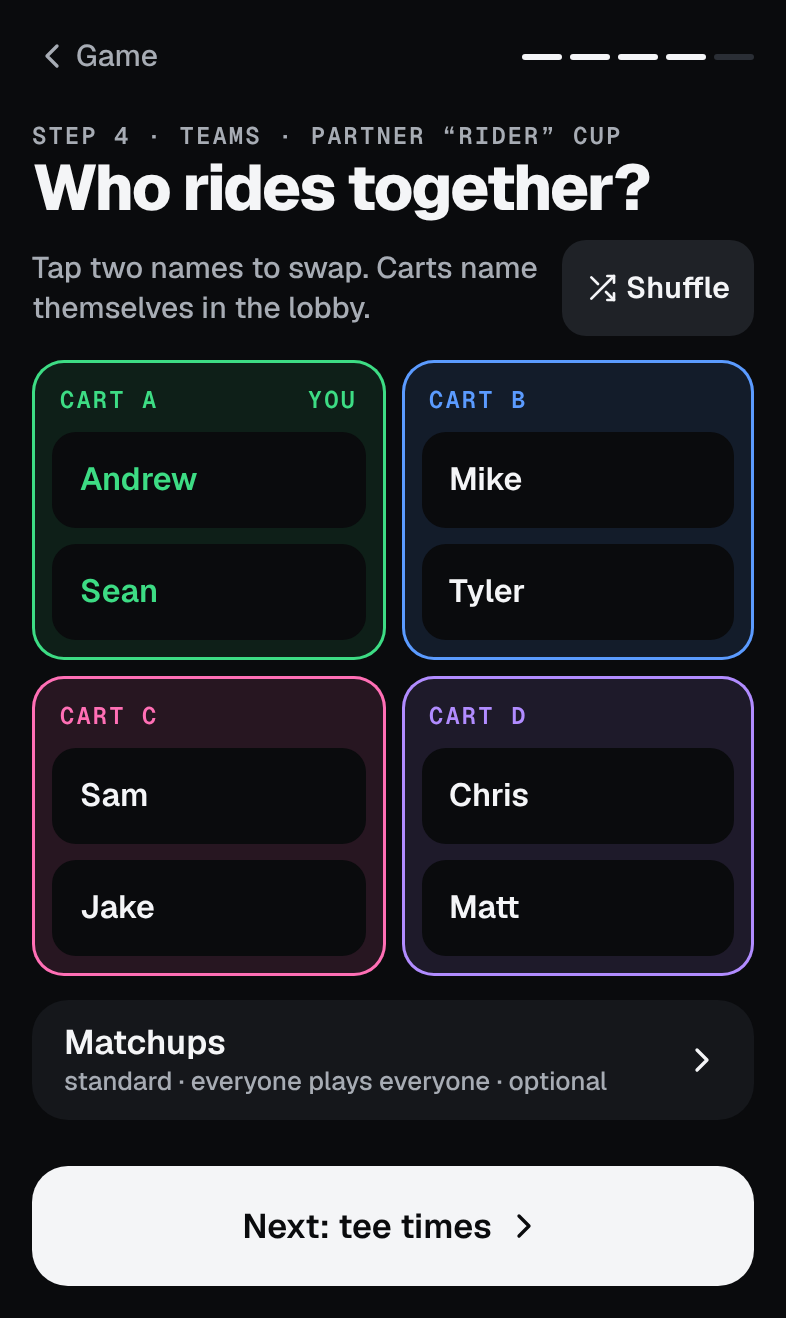 Game
STEP 4 · TEAMS · PARTNER “RIDER” CUP
Who rides together?
Tap two names to swap. Carts name
themselves in the lobby.
Shuffle
CART A YOU
Andrew
Sean
CART B
Mike
Tyler
CART C
Sam
Jake
CART D
Chris
Matt
Matchups
standard · everyone plays everyone · optional
Next: tee times